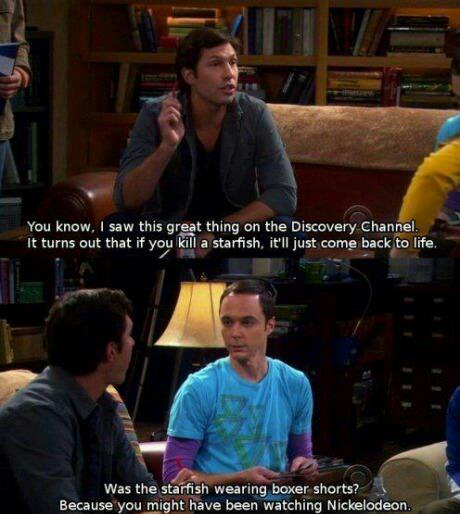 You know, I saw this great thing on the Discovery Channel.
It turns out that if you kill a starfish, it'll just come back to life.
Was the starfish wearing boxer shorts?
Because you might have been watching Nickelodeon.